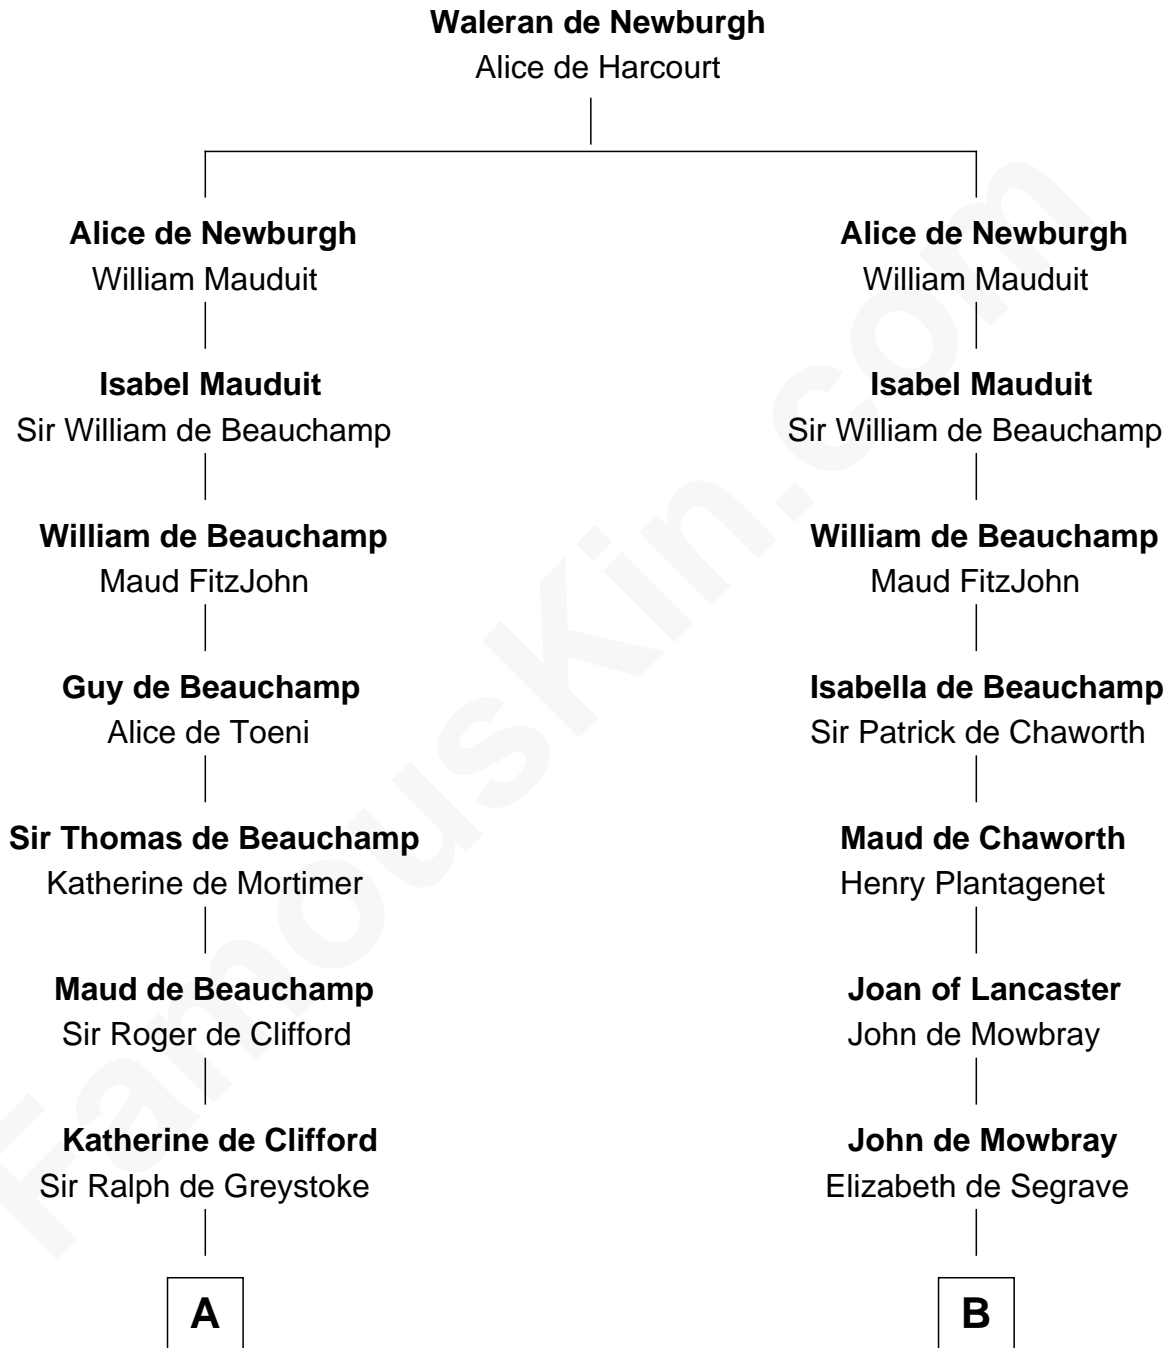 Waleran de Newburgh
Alice de Harcourt
Alice de Newburgh
William Mauduit
Alice de Newburgh
William Mauduit
Isabel Mauduit
Sir William de Beauchamp
Isabel Mauduit
Sir William de Beauchamp
William de Beauchamp
Maud FitzJohn
William de Beauchamp
Maud FitzJohn
Guy de Beauchamp
Alice de Toeni
Isabella de Beauchamp
Sir Patrick de Chaworth
Sir Thomas de Beauchamp
Katherine de Mortimer
Maud de Chaworth
Henry Plantagenet
Maud de Beauchamp
Sir Roger de Clifford
Joan of Lancaster
John de Mowbray
Katherine de Clifford
Sir Ralph de Greystoke
John de Mowbray
Elizabeth de Segrave
A
B
FamousKin.com